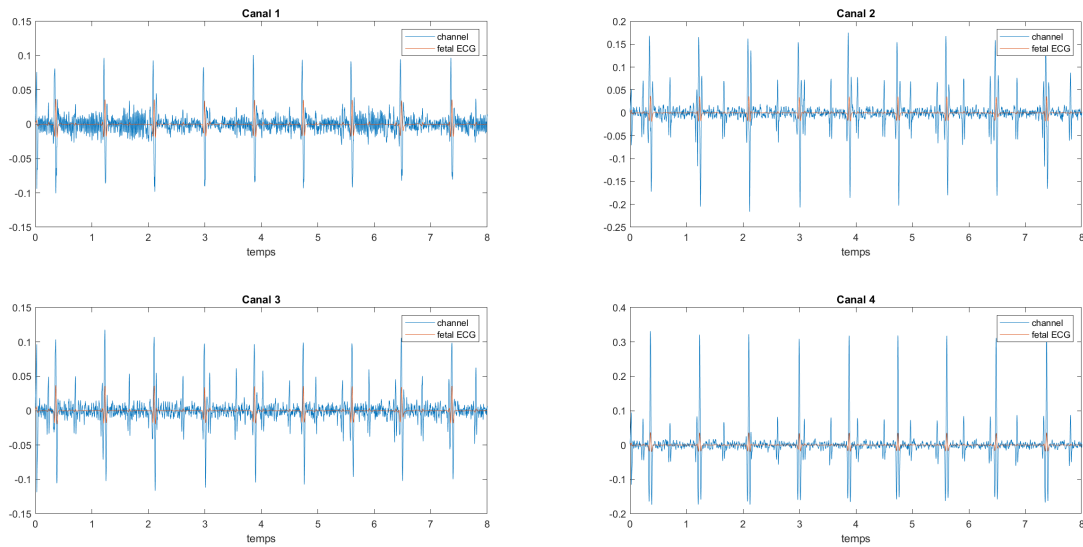 Canal 1
0.15
0.1
0.05
0
-0.05
-0.1
-0.15
channel
fetal ECG
0 1 2 3 4 5 6 7 8
temps
Canal 2
0.2
0.15
0.1
0.05
0
-0.05
-0.1
-0.15
-0.2
-0.25
channel
fetal ECG
0 1 2 3 4 5 6 7 8
temps
Canal 3
0.15
0.1
0.05
0
-0.05
-0.1
-0.15
channel
fetal ECG
0 1 2 3 4 5 6 7 8
temps
Canal 4
0.4
0.3
0.2
0.1
0
-0.1
-0.2
channel
fetal ECG
0 1 2 3 4 5 6 7 8
temps